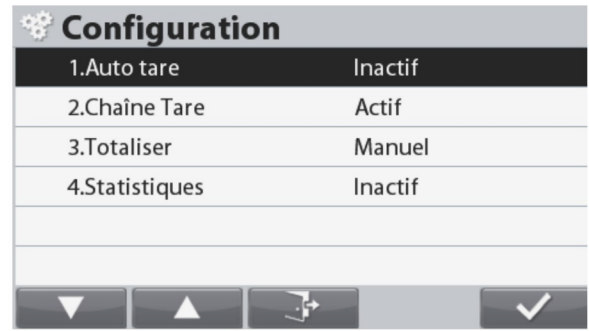 Configuration
1.Auto tare Inactif
2.Chaîne Tare Actif
3.Totaliser Manuel
4.Statistiques Inactif